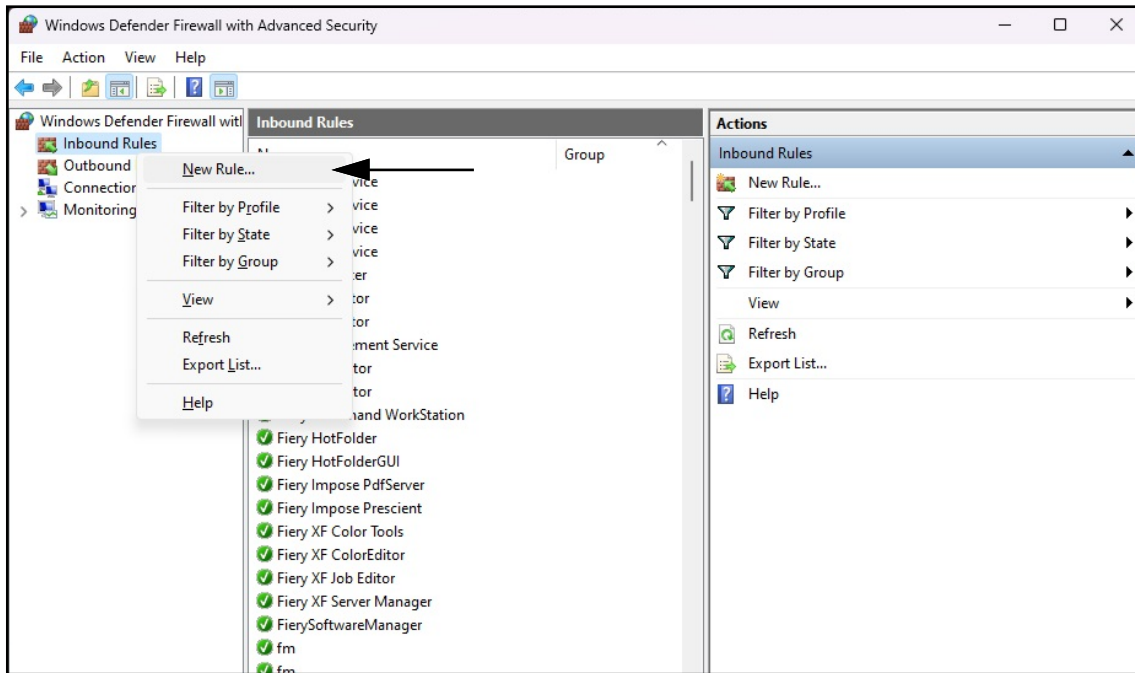 Windows Defender Firewall with Advanced Security
File Action View Help
Windows Defender Firewall witl
Inbound Rules
Outbound
Connection
Monitoring
New Rule...
Filter by Profile
Filter by State
Filter by Group
View
Refresh
Export List...
Help
Inbound Rules
Group
vice
vice
vice
vice
ter
tor
tor
ement Service
tor
tor
hand WorkStation
Fiery HotFolder
Fiery HotFolderGUI
Fiery Impose PdfServer
Fiery Impose Prescient
Fiery XF Color Tools
Fiery XF ColorEditor
Fiery XF Job Editor
Fiery XF Server Manager
FierySoftwareManager
fm
fm
Actions
Inbound Rules
New Rule...
Filter by Profile
Filter by State
Filter by Group
View
Refresh
Export List...
Help